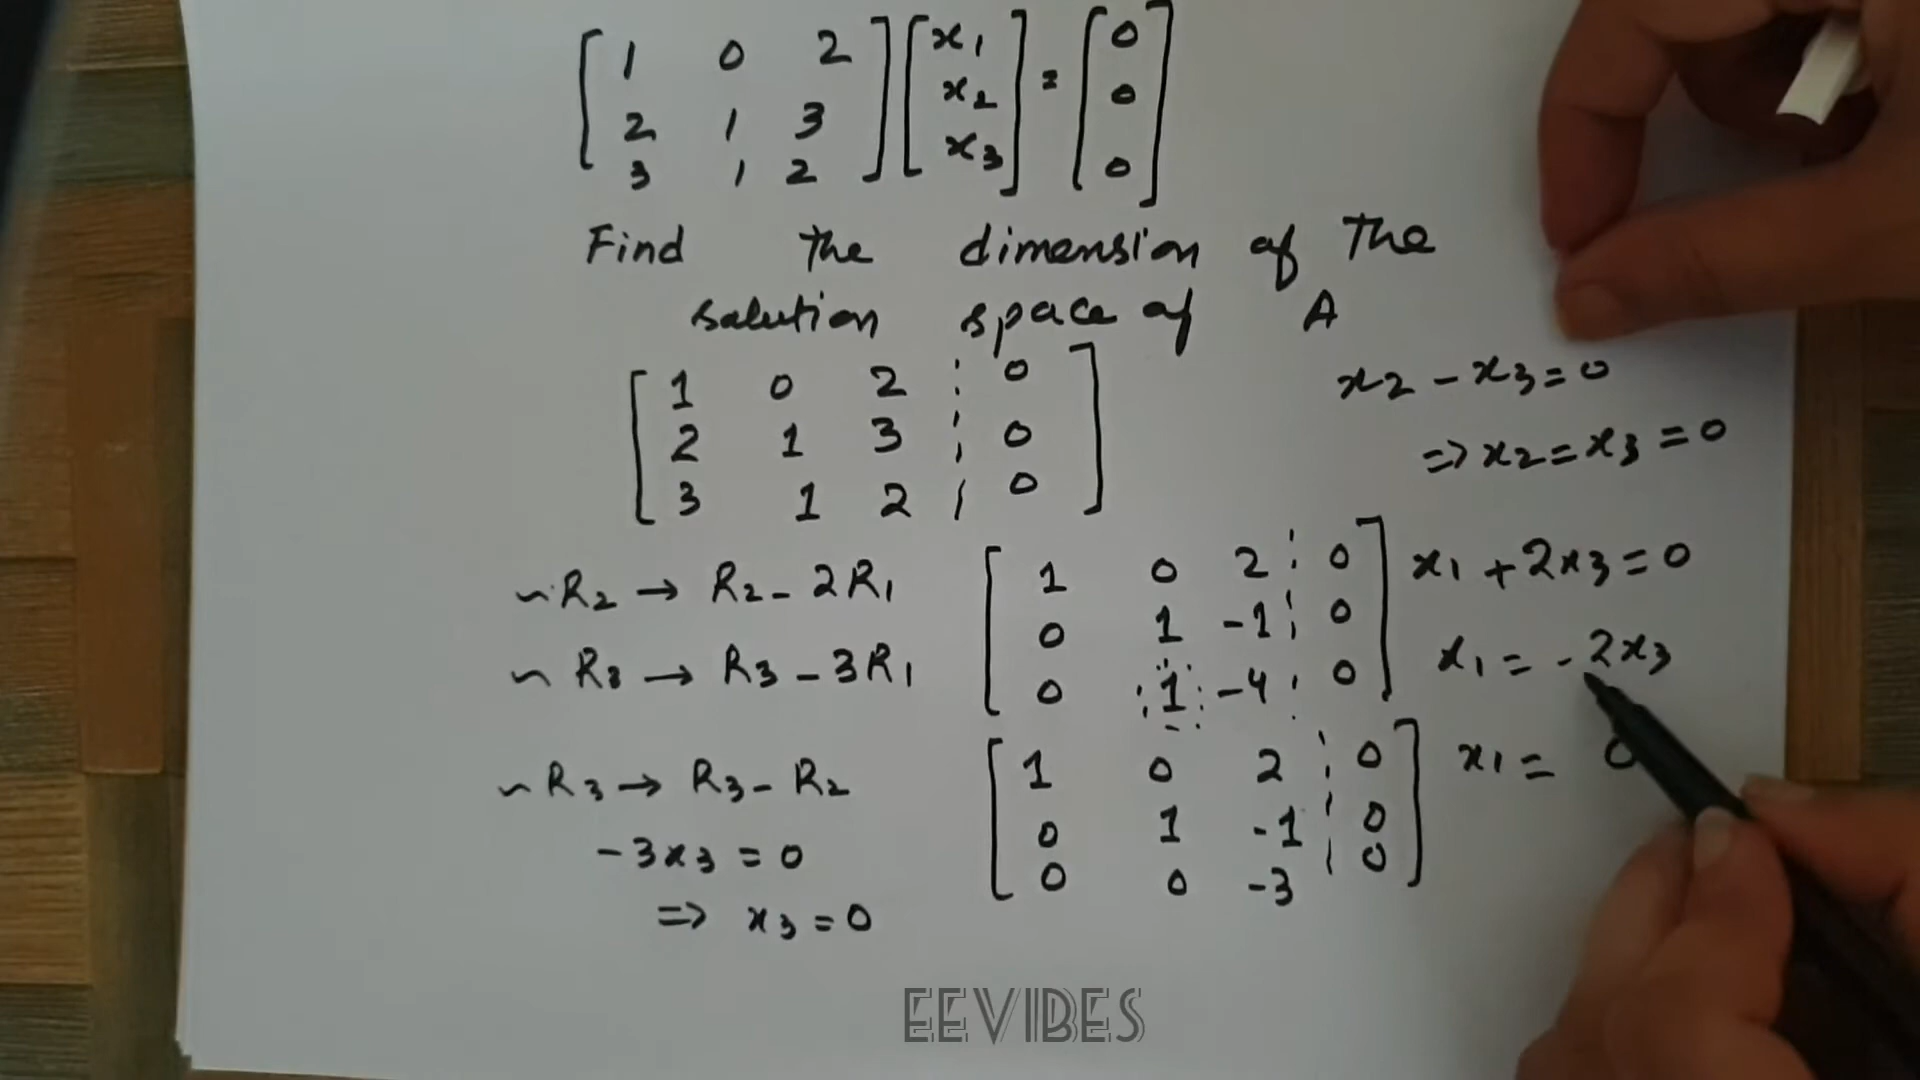 [1 0 2] [x1] = [0]
[2 1 3] [x2] [0]
[3 1 2] [x3] [0]
Find the dimension of The
solution space of A
[1 0 2 ¦ 0]
[2 1 3 ¦ 0]
[3 1 2 ¦ 0]
x2 - x3 = 0
=> x2 = x3 = 0
~ R2 → R2 - 2R1
~ R3 → R3 - 3R1
[1 0 2 ¦ 0]
[0 1 -1 ¦ 0]
[0 1 -4 ¦ 0]
x1 + 2x3 = 0
x1 = -2x3
x1 = 0
~ R3 → R3 - R2
[1 0 2 ¦ 0]
[0 1 -1 ¦ 0]
[0 0 -3 ¦ 0]
-3x3 = 0
=> x3 = 0
EEVIBES